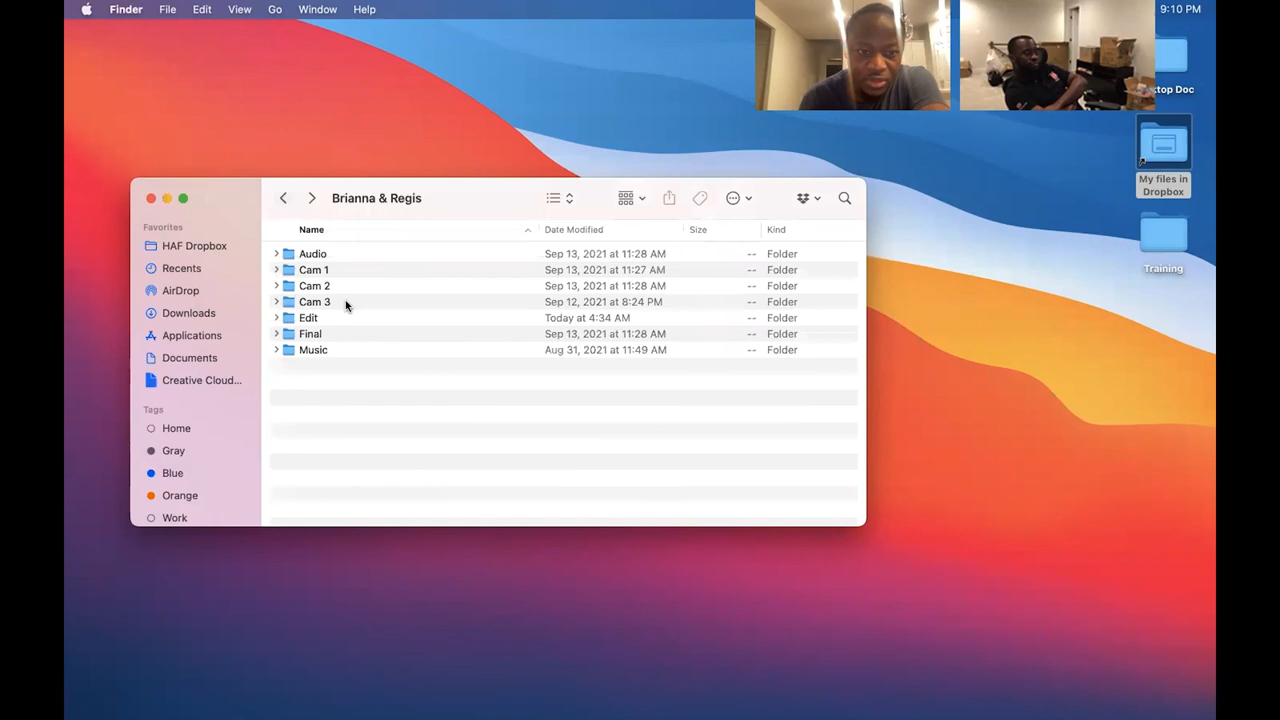 Finder File Edit View Go Window Help 9:10 PM
ktop Doc
My files in
Dropbox
Training
Brianna & Regis
Favorites
HAF Dropbox
Recents
AirDrop
Downloads
Applications
Documents
Creative Cloud...
Tags
Home
Gray
Blue
Orange
Work
Name Date Modified Size Kind
Audio Sep 13, 2021 at 11:28 AM -- Folder
Cam 1 Sep 13, 2021 at 11:27 AM -- Folder
Cam 2 Sep 13, 2021 at 11:28 AM -- Folder
Cam 3 Sep 12, 2021 at 8:24 PM -- Folder
Edit Today at 4:34 AM -- Folder
Final Sep 13, 2021 at 11:28 AM -- Folder
Music Aug 31, 2021 at 11:49 AM -- Folder